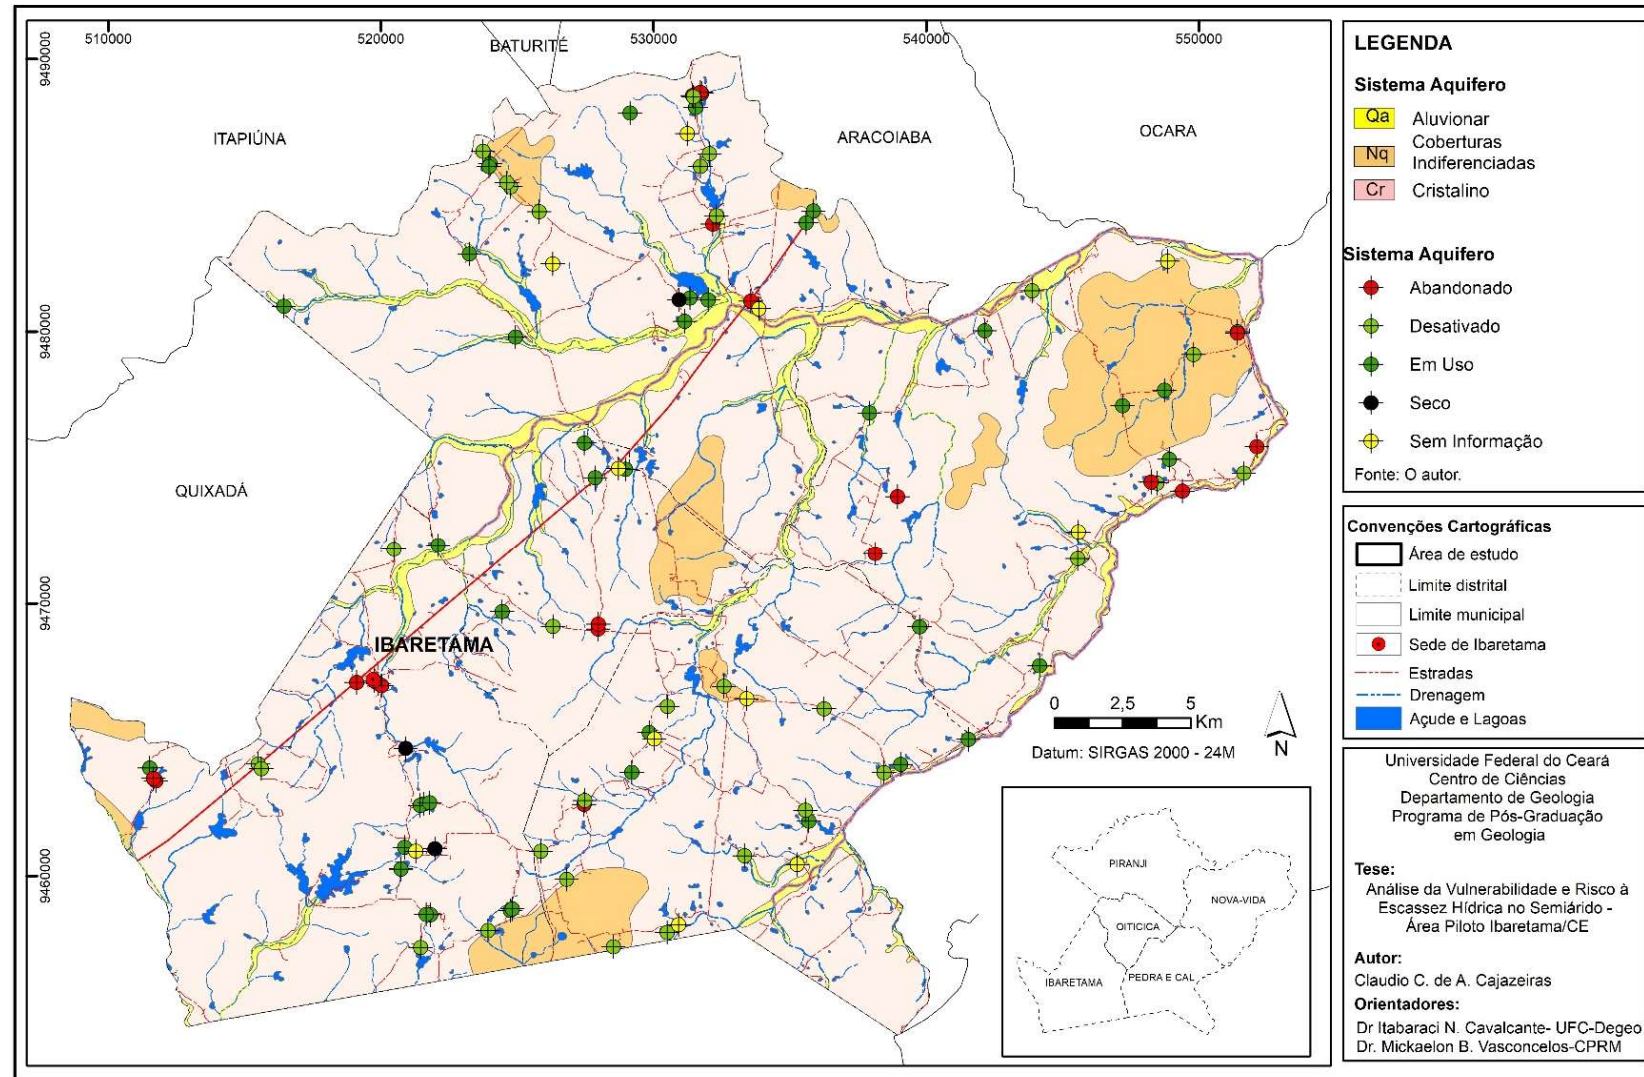 510000
520000
530000
540000
550000
BATURITÉ
9490000
ITAPIÚNA
ARACOIABA
OCARA
9480000
QUIXADÁ
9470000
IBARETAMA
9460000
0 2,5 5
Km
Datum: SIRGAS 2000 - 24M
N
PIRANJI
NOVA-VIDA
OITICICA
IBARETAMA
PEDRA E CAL
LEGENDA
Sistema Aquifero
Qa Aluvionar
Nq Coberturas
Indiferenciadas
Cr Cristalino
Sistema Aquifero
Abandonado
Desativado
Em Uso
Seco
Sem Informação
Fonte: O autor.
Convenções Cartográficas
Área de estudo
Limite distrital
Limite municipal
Sede de Ibaretama
Estradas
Drenagem
Açude e Lagoas
Universidade Federal do Ceará
Centro de Ciências
Departamento de Geologia
Programa de Pós-Graduação
em Geologia
Tese:
Análise da Vulnerabilidade e Risco à
Escassez Hídrica no Semiárido -
Área Piloto Ibaretama/CE
Autor:
Claudio C. de A. Cajazeiras
Orientadores:
Dr Itabaraci N. Cavalcante- UFC-Degeo
Dr. Mickaelon B. Vasconcelos-CPRM